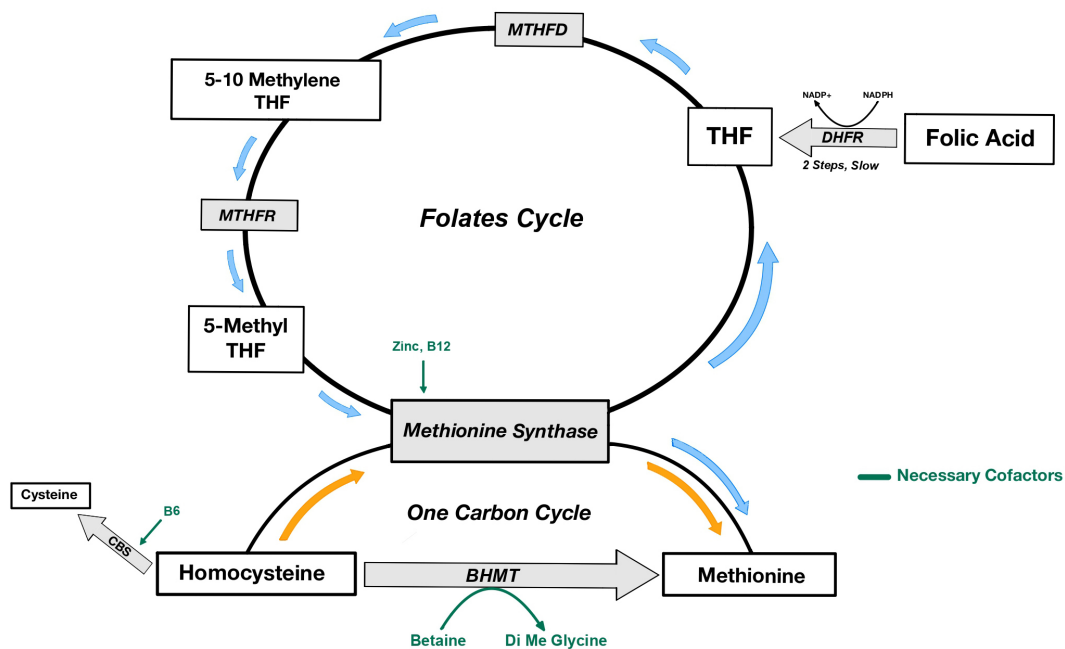 MTHFD
5-10 Methylene
THF
NADP+
NADPH
THF
DHFR
Folic Acid
2 Steps, Slow
MTHFR
Folates Cycle
5-Methyl
THF
Zinc, B12
Methionine Synthase
Necessary Cofactors
Cysteine
B6
One Carbon Cycle
CBS
Homocysteine
BHMT
Methionine
Betaine
Di Me Glycine